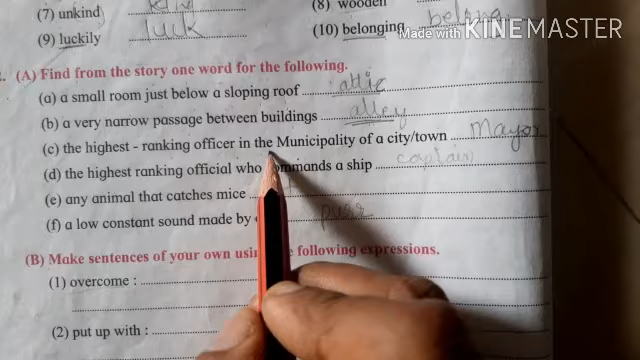 (7) unkind
(8) wooden
(9) luckily luck
(10) belonging belong
Made with KINEMASTER
(A) Find from the story one word for the following.
(a) a small room just below a sloping roof attic
(b) a very narrow passage between buildings alley
(c) the highest - ranking officer in the Municipality of a city/town Mayor
(d) the highest ranking official who commands a ship captain
(e) any animal that catches mice
(f) a low constant sound made by
(B) Make sentences of your own using the following expressions.
(1) overcome :
(2) put up with :